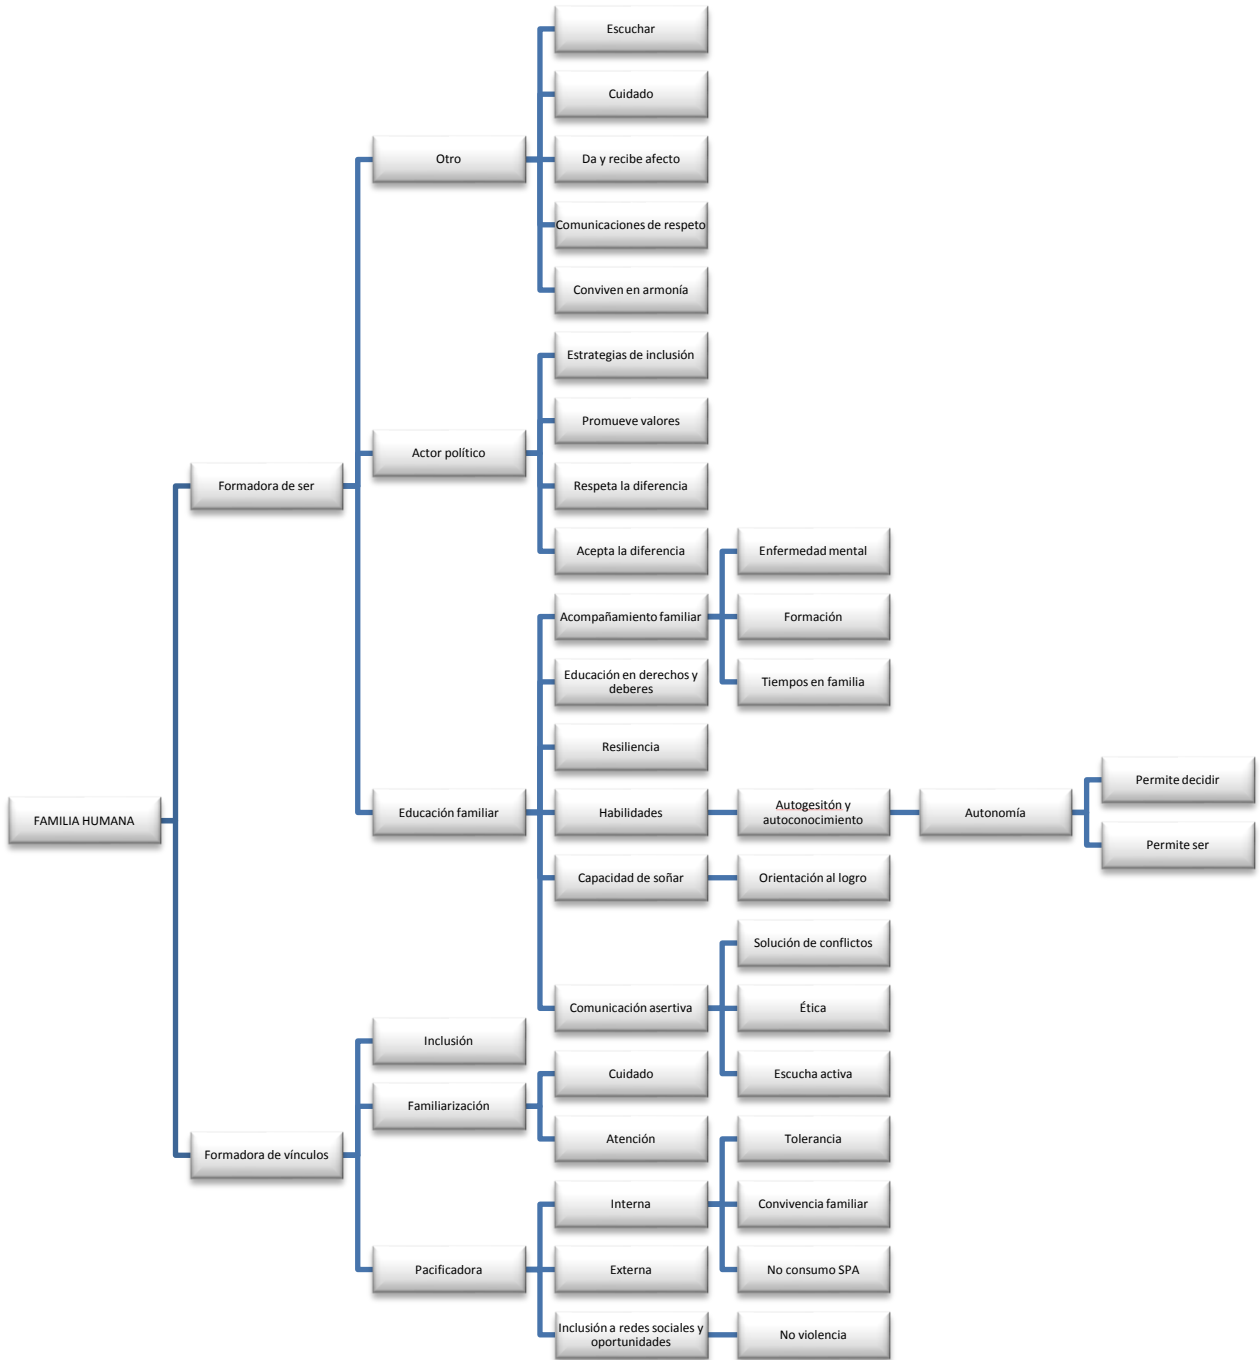 Escuchar
Cuidado
Otro
Da y recibe afecto
Comunicaciones de respeto
Conviven en armonía
Estrategias de inclusión
Promueve valores
Actor político
Formadora de ser
Respeta la diferencia
Acepta la diferencia
Enfermedad mental
Acompañamiento familiar
Formación
Educación en derechos y
deberes
Tiempos en familia
Resiliencia
Permite decidir
FAMILIA HUMANA
Educación familiar
Habilidades
Autogesitón y
autoconocimiento
Autonomía
Permite ser
Capacidad de soñar
Orientación al logro
Solución de conflictos
Comunicación asertiva
Ética
Inclusión
Cuidado
Escucha activa
Familiarización
Formadora de vínculos
Atención
Tolerancia
Interna
Convivencia familiar
Pacificadora
Externa
No consumo SPA
Inclusión a redes sociales y
oportunidades
No violencia